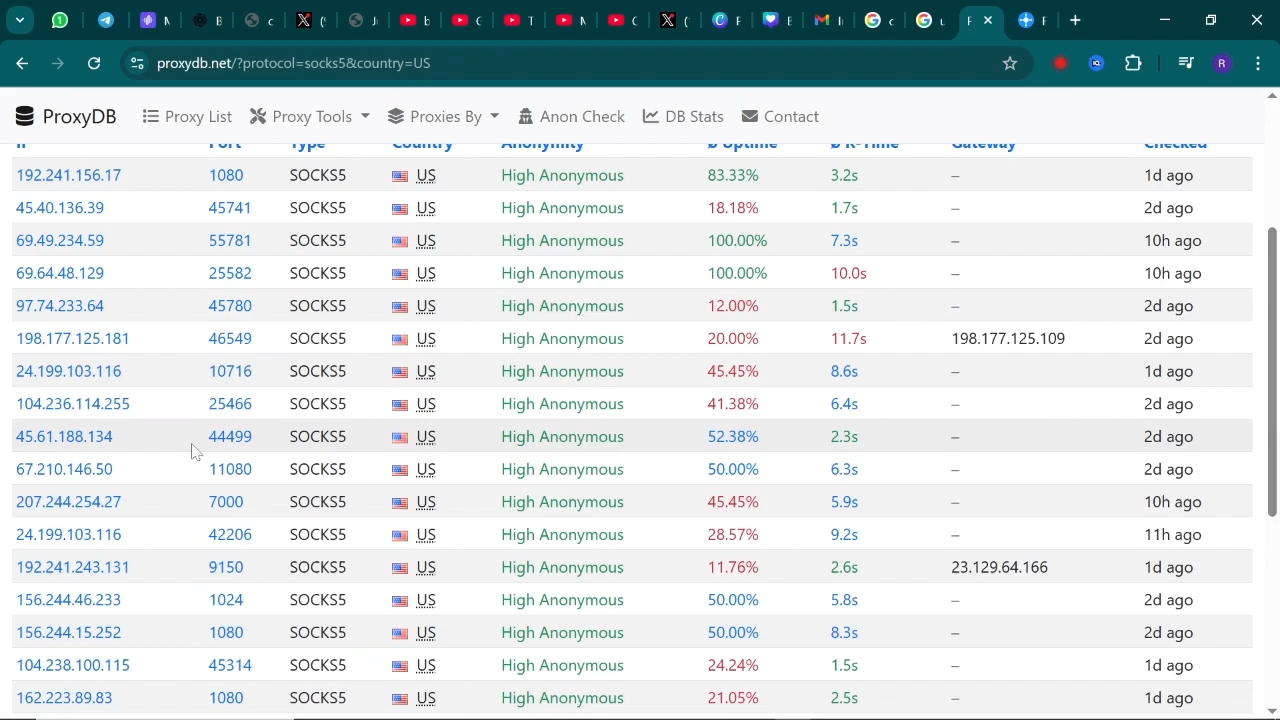 proxydb.net/?protocol=socks5&country=US
ProxyDB Proxy List Proxy Tools Proxies By Anon Check DB Stats Contact
IP Port Type Country Anonymity Ø Uptime Ø R-Time Gateway Checked
192.241.156.17 1080 SOCKS5 US High Anonymous 83.33% 3.2s – 1d ago
45.40.136.39 45741 SOCKS5 US High Anonymous 18.18% 1.7s – 2d ago
69.49.234.59 55781 SOCKS5 US High Anonymous 100.00% 7.3s – 10h ago
69.64.48.129 25582 SOCKS5 US High Anonymous 100.00% 10.0s – 10h ago
97.74.233.64 45780 SOCKS5 US High Anonymous 12.00% 1.5s – 2d ago
198.177.125.181 46549 SOCKS5 US High Anonymous 20.00% 11.7s 198.177.125.109 2d ago
24.199.103.116 10716 SOCKS5 US High Anonymous 45.45% 8.6s – 1d ago
104.236.114.255 25466 SOCKS5 US High Anonymous 41.38% 6.4s – 2d ago
45.61.188.134 44499 SOCKS5 US High Anonymous 52.38% 2.3s – 2d ago
67.210.146.50 11080 SOCKS5 US High Anonymous 50.00% 6.3s – 2d ago
207.244.254.27 7000 SOCKS5 US High Anonymous 45.45% 5.9s – 10h ago
24.199.103.116 42206 SOCKS5 US High Anonymous 28.57% 9.2s – 11h ago
192.241.243.131 9150 SOCKS5 US High Anonymous 11.76% 2.6s 23.129.64.166 1d ago
156.244.46.233 1024 SOCKS5 US High Anonymous 50.00% 5.8s – 2d ago
156.244.15.252 1080 SOCKS5 US High Anonymous 50.00% 8.3s – 2d ago
104.238.100.115 45314 SOCKS5 US High Anonymous 24.24% 1.5s – 1d ago
162.223.89.83 1080 SOCKS5 US High Anonymous 21.05% 2.5s – 1d ago